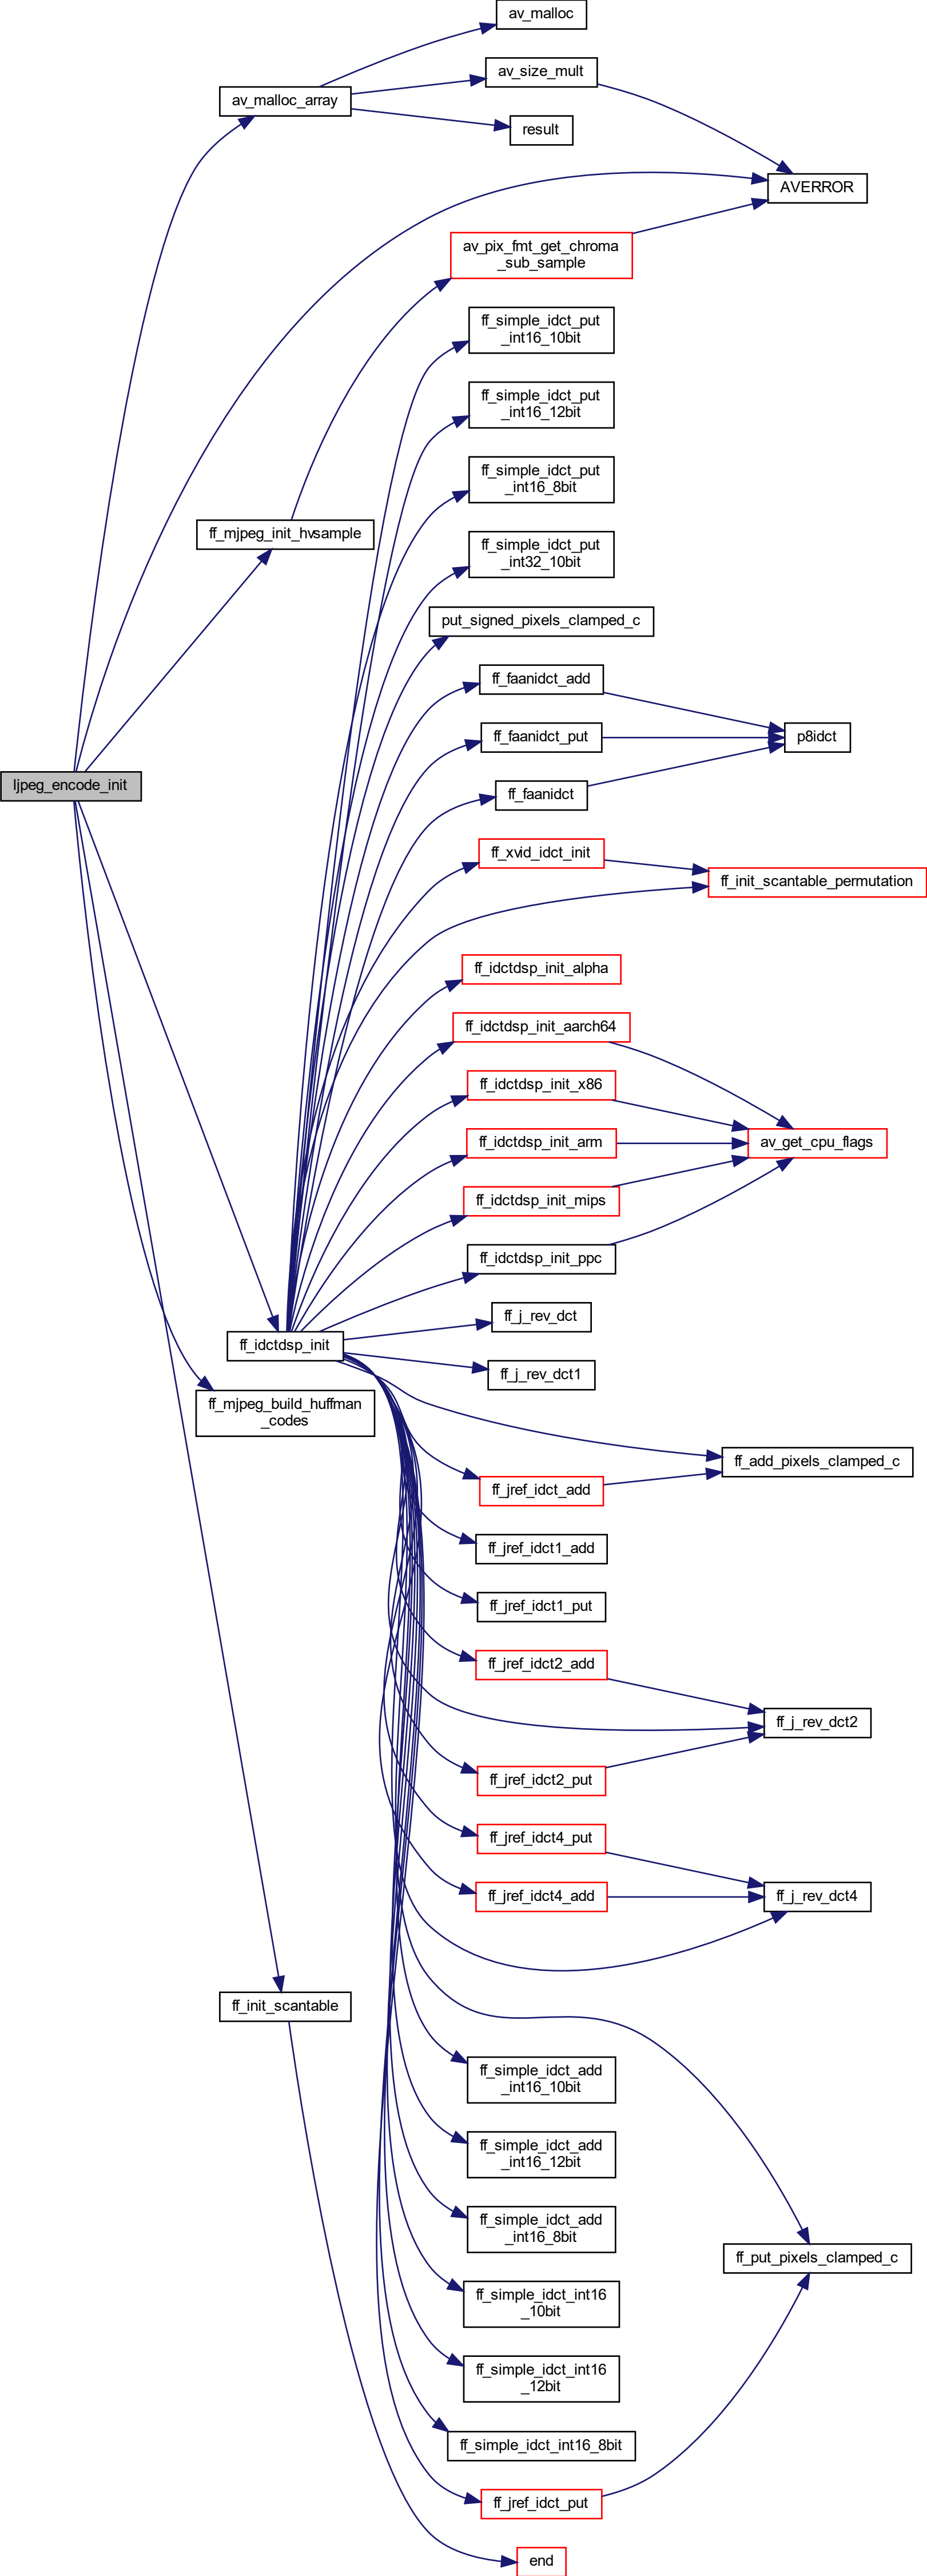 av_malloc
av_size_mult
av_malloc_array
result
AVERROR
av_pix_fmt_get_chroma
_sub_sample
ff_simple_idct_put
_int16_10bit
ff_simple_idct_put
_int16_12bit
ff_simple_idct_put
_int16_8bit
ff_mjpeg_init_hvsample
ff_simple_idct_put
_int32_10bit
put_signed_pixels_clamped_c
ff_faanidct_add
ff_faanidct_put
p8idct
ljpeg_encode_init
ff_faanidct
ff_xvid_idct_init
ff_init_scantable_permutation
ff_idctdsp_init_alpha
ff_idctdsp_init_aarch64
ff_idctdsp_init_x86
ff_idctdsp_init_arm
av_get_cpu_flags
ff_idctdsp_init_mips
ff_idctdsp_init_ppc
ff_j_rev_dct
ff_idctdsp_init
ff_j_rev_dct1
ff_mjpeg_build_huffman
_codes
ff_add_pixels_clamped_c
ff_jref_idct_add
ff_jref_idct1_add
ff_jref_idct1_put
ff_jref_idct2_add
ff_j_rev_dct2
ff_jref_idct2_put
ff_jref_idct4_put
ff_jref_idct4_add
ff_j_rev_dct4
ff_init_scantable
ff_simple_idct_add
_int16_10bit
ff_simple_idct_add
_int16_12bit
ff_simple_idct_add
_int16_8bit
ff_put_pixels_clamped_c
ff_simple_idct_int16
_10bit
ff_simple_idct_int16
_12bit
ff_simple_idct_int16_8bit
ff_jref_idct_put
end